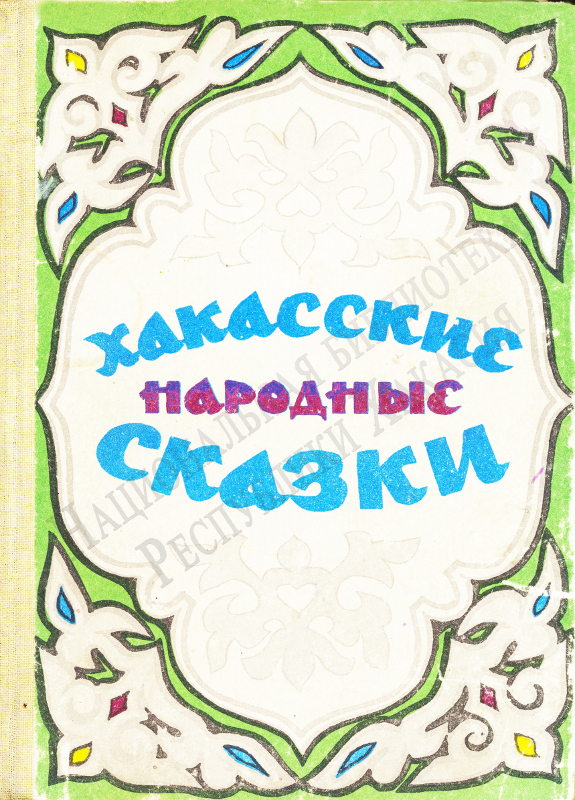 ХАКАССКИЕ
НАРОДНЫЕ
СКАЗКИ
НАЦИОНАЛЬНАЯ БИБЛИОТЕКА
РЕСПУБЛИКИ ХАКАСИЯ